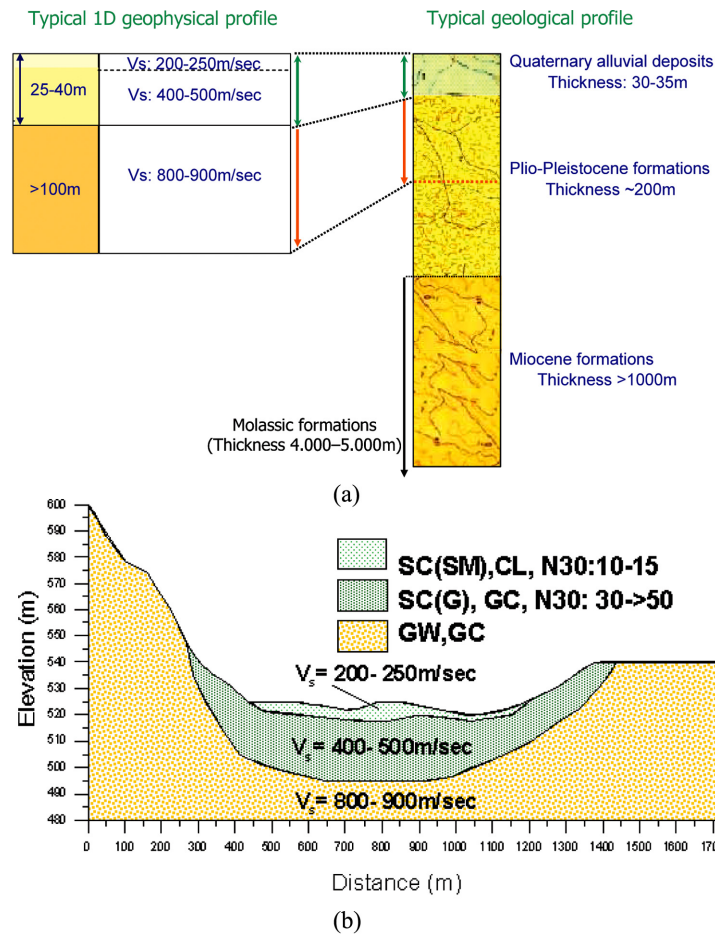 Typical 1D geophysical profile
Typical geological profile
Vs: 200-250m/sec
25-40m
Vs: 400-500m/sec
>100m
Vs: 800-900m/sec
Quaternary alluvial deposits
Thickness: 30-35m
Plio-Pleistocene formations
Thickness ~200m
Miocene formations
Thickness >1000m
Molassic formations
(Thickness 4.000–5.000m)
(a)
Elevation (m)
600
590
580
570
560
550
540
530
520
510
500
490
480
SC(SM),CL, N30:10-15
SC(G), GC, N30: 30->50
GW,GC
Vs = 200- 250m/sec
Vs = 400- 500m/sec
Vs = 800- 900m/sec
0 100 200 300 400 500 600 700 800 900 1000 1100 1200 1300 1400 1500 1600 1700
Distance (m)
(b)